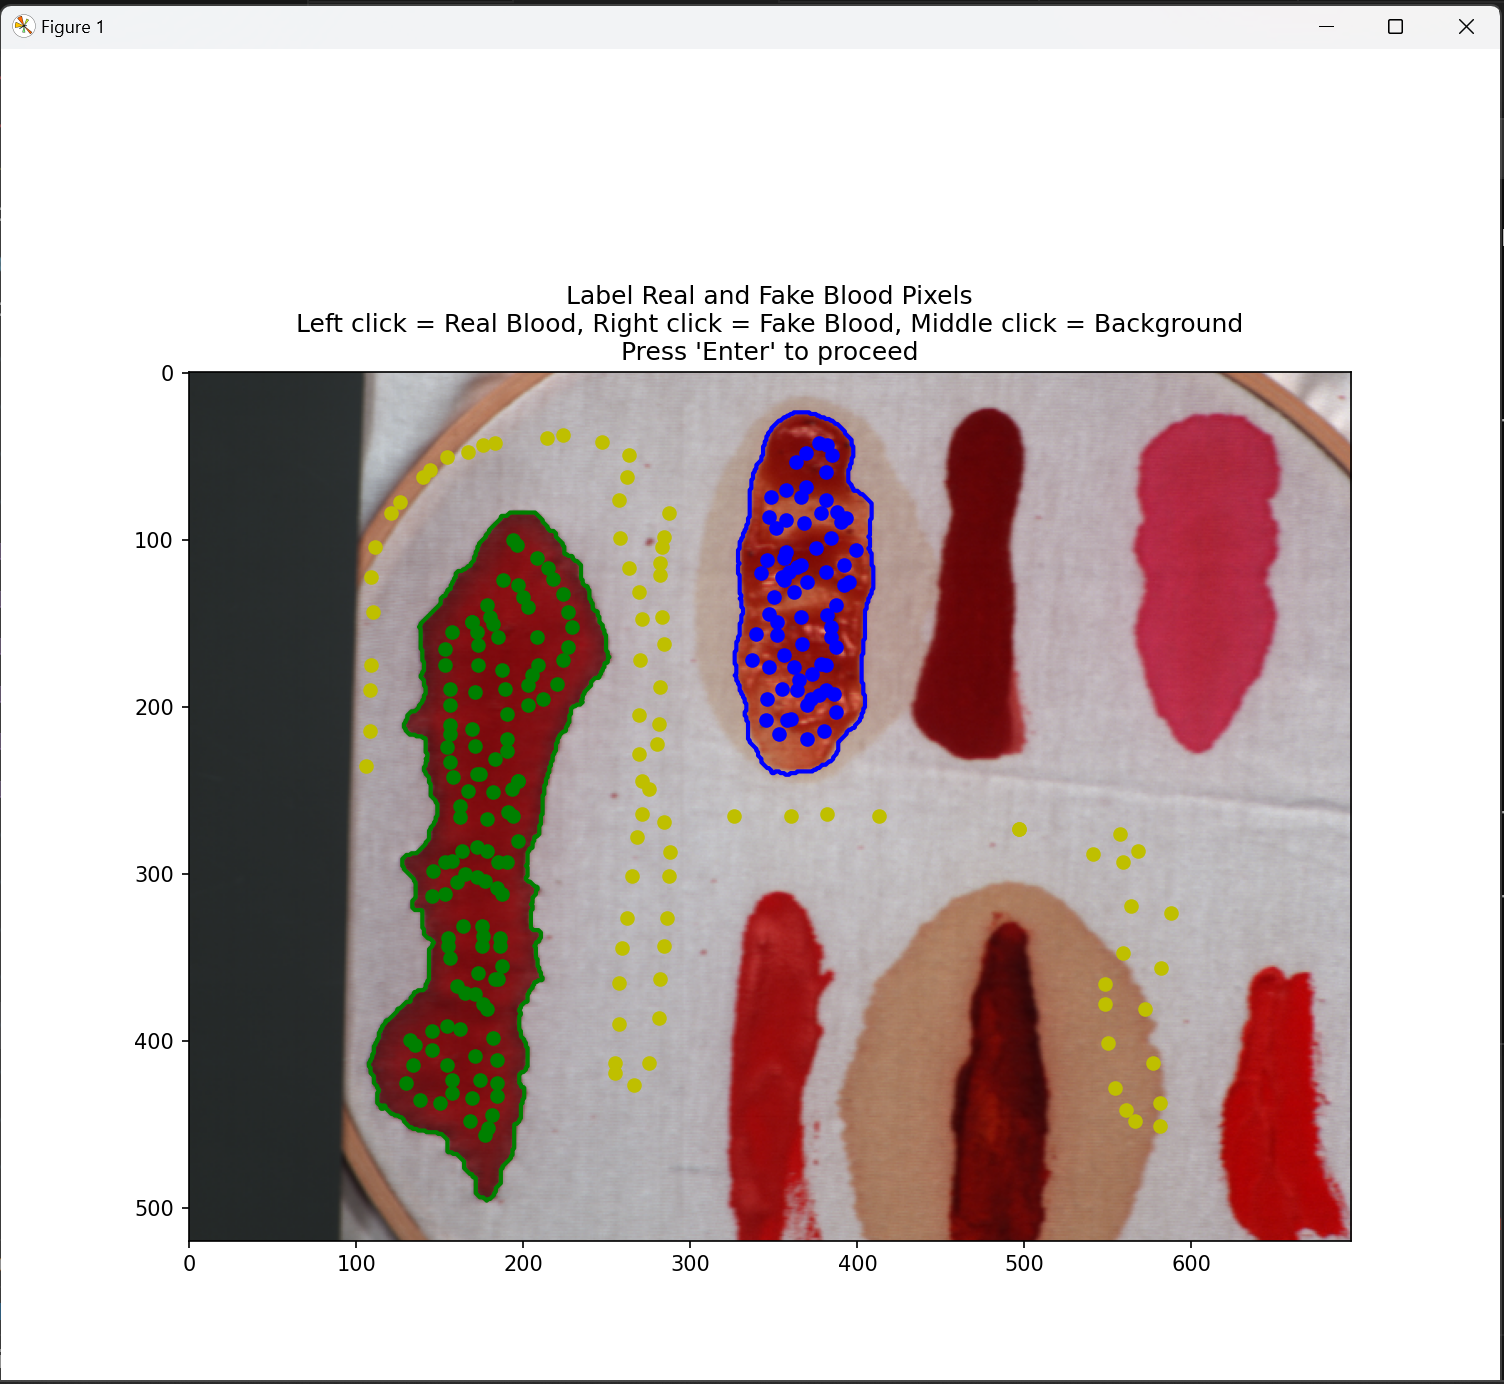 Figure 1
Label Real and Fake Blood Pixels
Left click = Real Blood, Right click = Fake Blood, Middle click = Background
Press 'Enter' to proceed
0
100
200
300
400
500
0 100 200 300 400 500 600